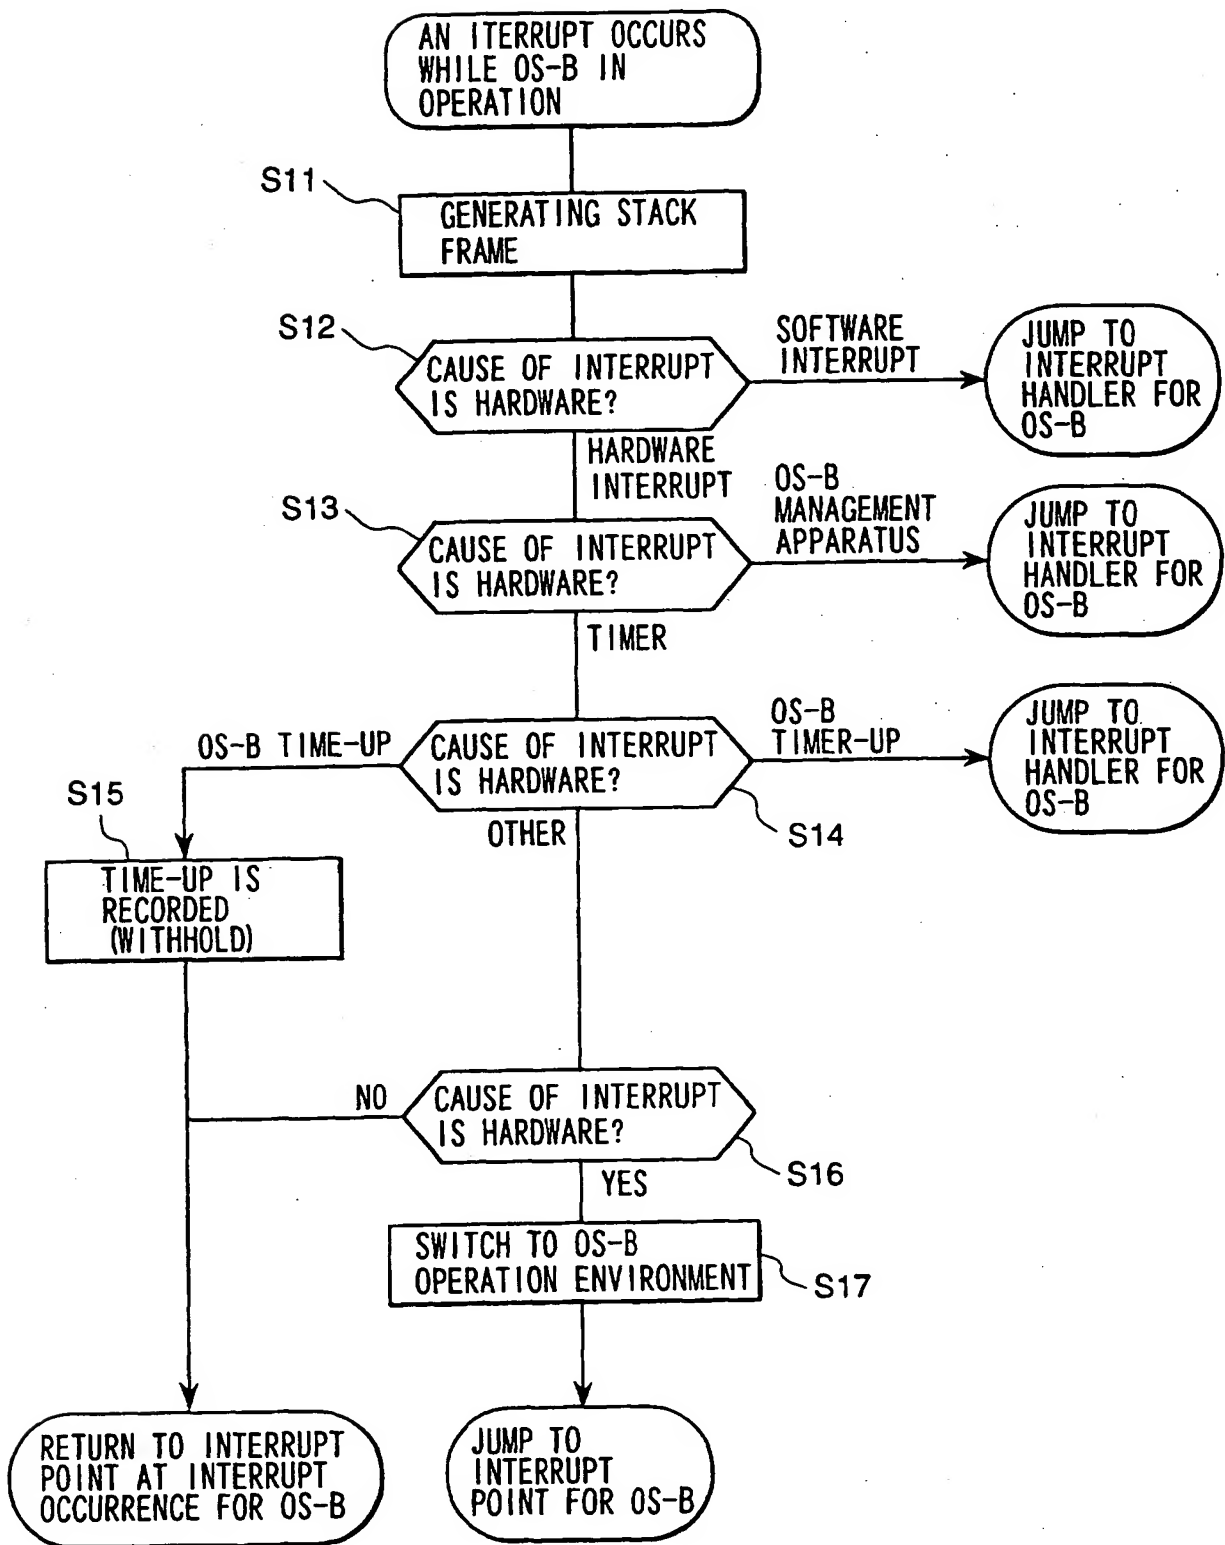 AN ITERRUPT OCCURS
WHILE OS-B IN
OPERATION
S11
GENERATING STACK
FRAME
S12
CAUSE OF INTERRUPT
IS HARDWARE?
SOFTWARE
INTERRUPT
JUMP TO
INTERRUPT
HANDLER FOR
OS-B
HARDWARE
INTERRUPT
S13
CAUSE OF INTERRUPT
IS HARDWARE?
OS-B
MANAGEMENT
APPARATUS
JUMP TO
INTERRUPT
HANDLER FOR
OS-B
TIMER
OS-B TIME-UP
CAUSE OF INTERRUPT
IS HARDWARE?
S14
OS-B
TIMER-UP
JUMP TO
INTERRUPT
HANDLER FOR
OS-B
OTHER
S15
TIME-UP IS
RECORDED
(WITHHOLD)
NO
CAUSE OF INTERRUPT
IS HARDWARE?
S16
YES
SWITCH TO OS-B
OPERATION ENVIRONMENT
S17
RETURN TO INTERRUPT
POINT AT INTERRUPT
OCCURRENCE FOR OS-B
JUMP TO
INTERRUPT
POINT FOR OS-B